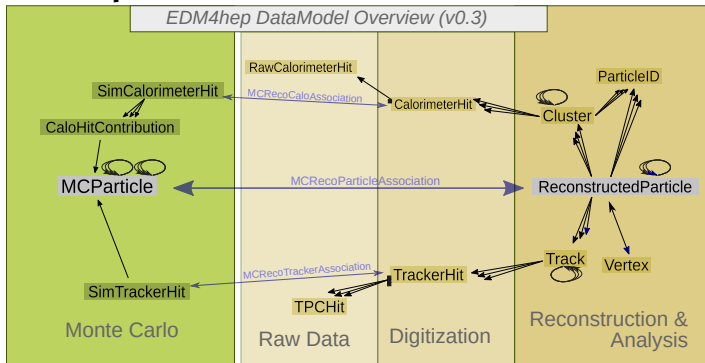 EDM4hep DataModel Overview (v0.3)
RawCalorimeterHit
ParticleID
SimCalorimeterHit
MCRecoCaloAssociation
CalorimeterHit
Cluster
CaloHitContribution
MCParticle
MCRecoParticleAssociation
ReconstructedParticle
MCRecoTrackerAssociation
TrackerHit
Track
Vertex
SimTrackerHit
TPCHit
Monte Carlo
Raw Data
Digitization
Reconstruction &
Analysis